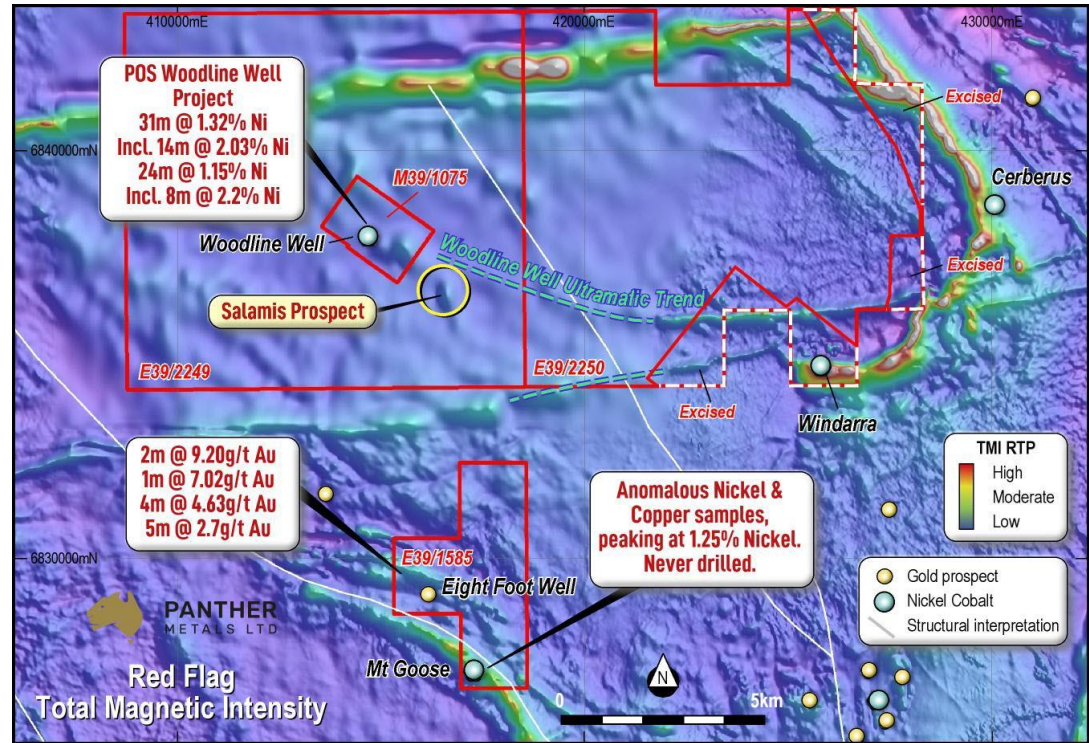 410000mE
420000mE
430000mE
POS Woodline Well
Project
31m @ 1.32% Ni
Incl. 14m @ 2.03% Ni
24m @ 1.15% Ni
Incl. 8m @ 2.2% Ni
Excised
6840000mN
M39/1075
Cerberus
Woodline Well
Woodline Well Ultramatic Trend
Excised
Salamis Prospect
E39/2249
E39/2250
Excised
Windarra
2m @ 9.20g/t Au
1m @ 7.02g/t Au
4m @ 4.63g/t Au
5m @ 2.7g/t Au
Anomalous Nickel &
Copper samples,
peaking at 1.25% Nickel.
Never drilled.
TMI RTP
High
Moderate
Low
6830000mN
E39/1585
Eight Foot Well
Gold prospect
Nickel Cobalt
Structural interpretation
PANTHER
METALS LTD
Mt Goose
Red Flag
Total Magnetic Intensity
N
0
5km